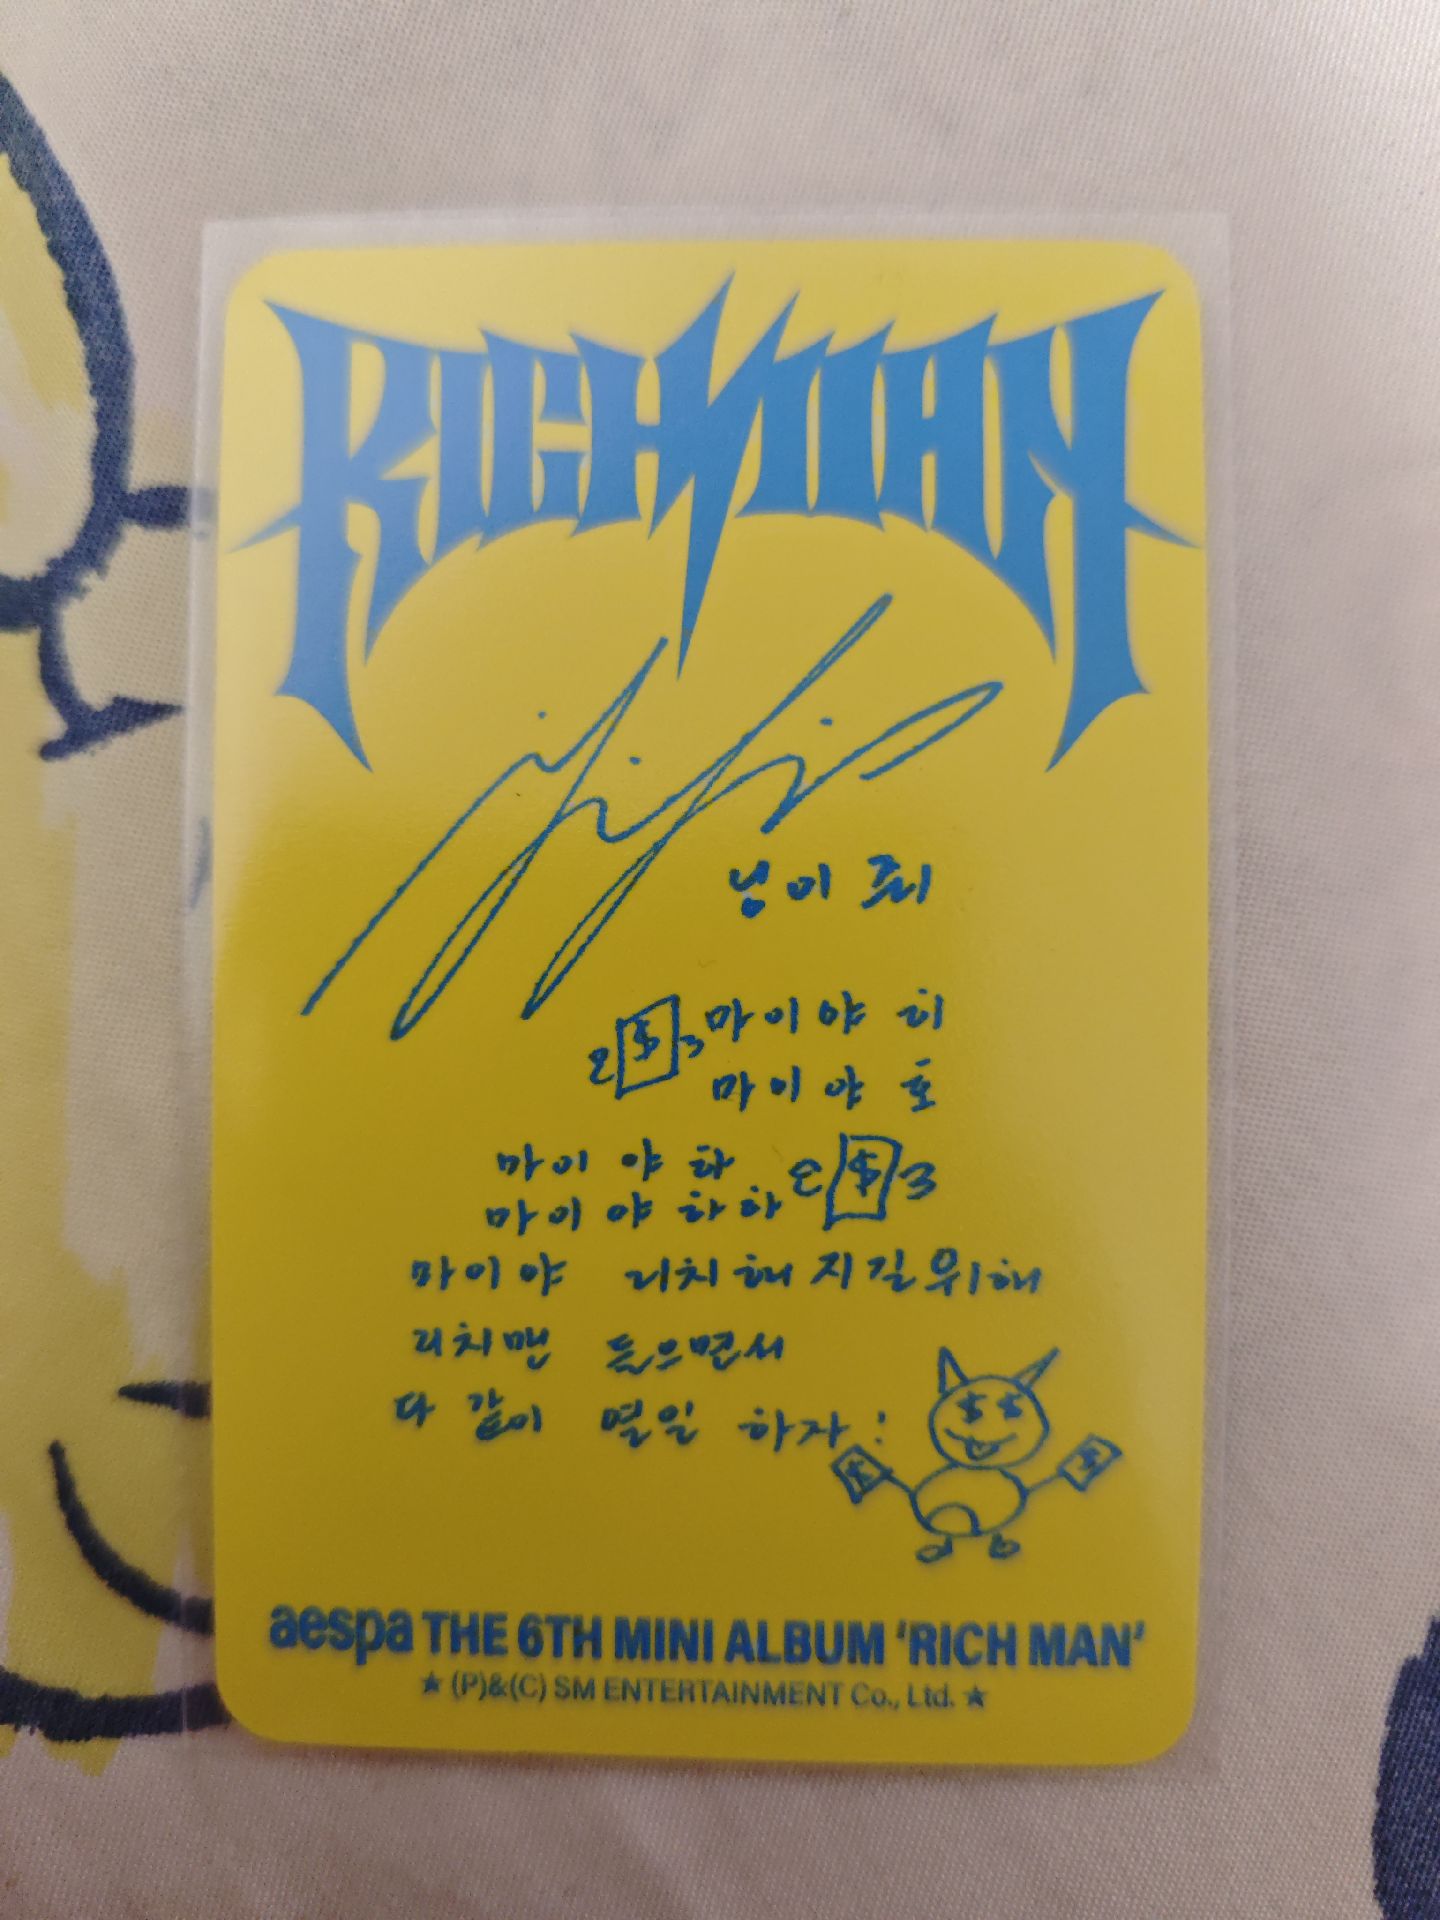 RICH MAN
닝이 쥐
$ 마이야 히
마이야 호
마이 야 하 $
마이 야 하하
마이야 리치해지길위해
리치맨 들으면서
다 같이 열일 하자!
$ $
$ $
aespa THE 6TH MINI ALBUM ‘RICH MAN’
★ (P)&(C) SM ENTERTAINMENT Co., Ltd. ★